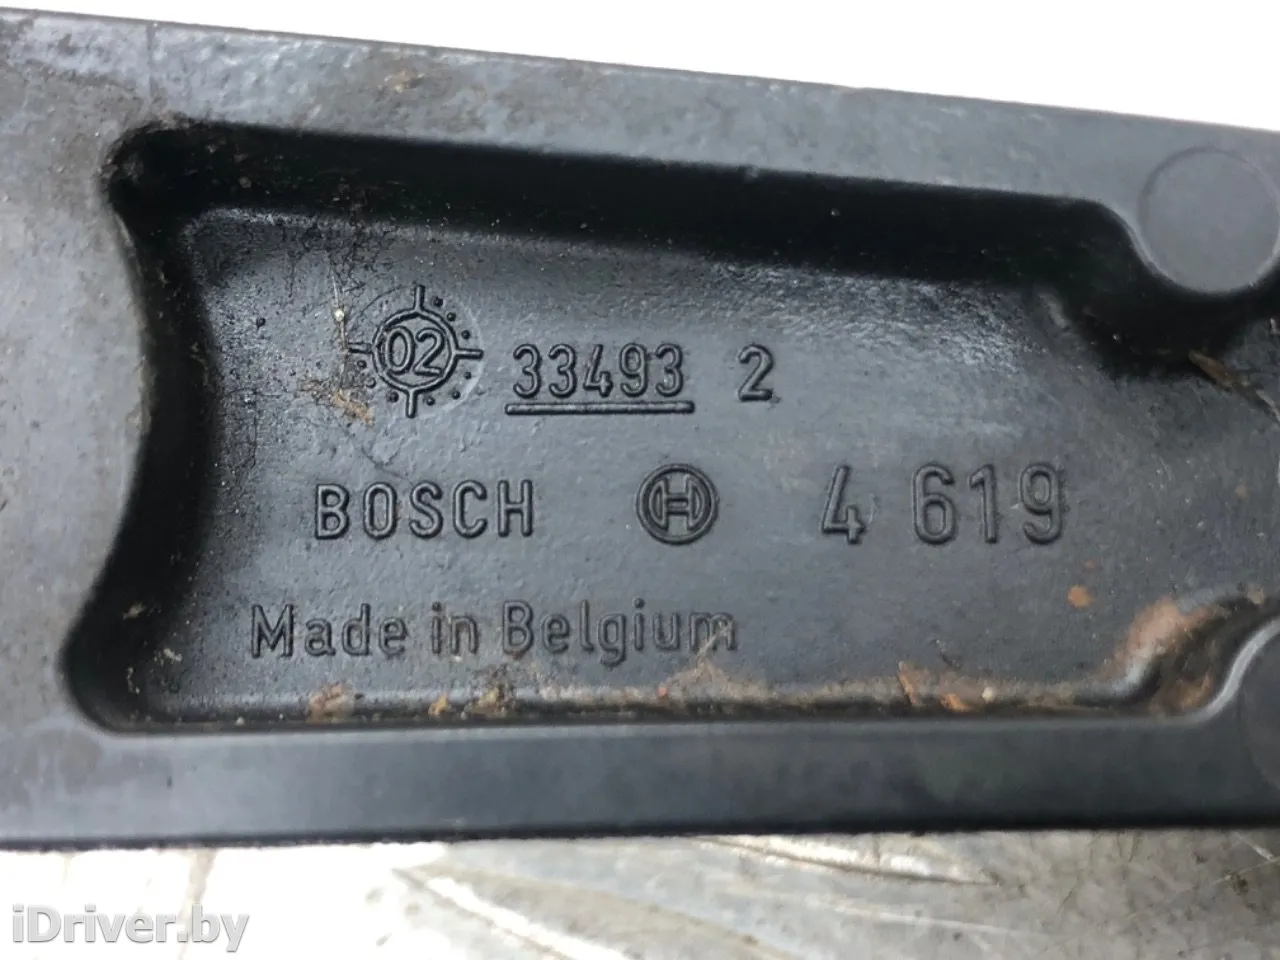 02 33493 2
BOSCH H 4 619
Made in Belgium
iDriver.by